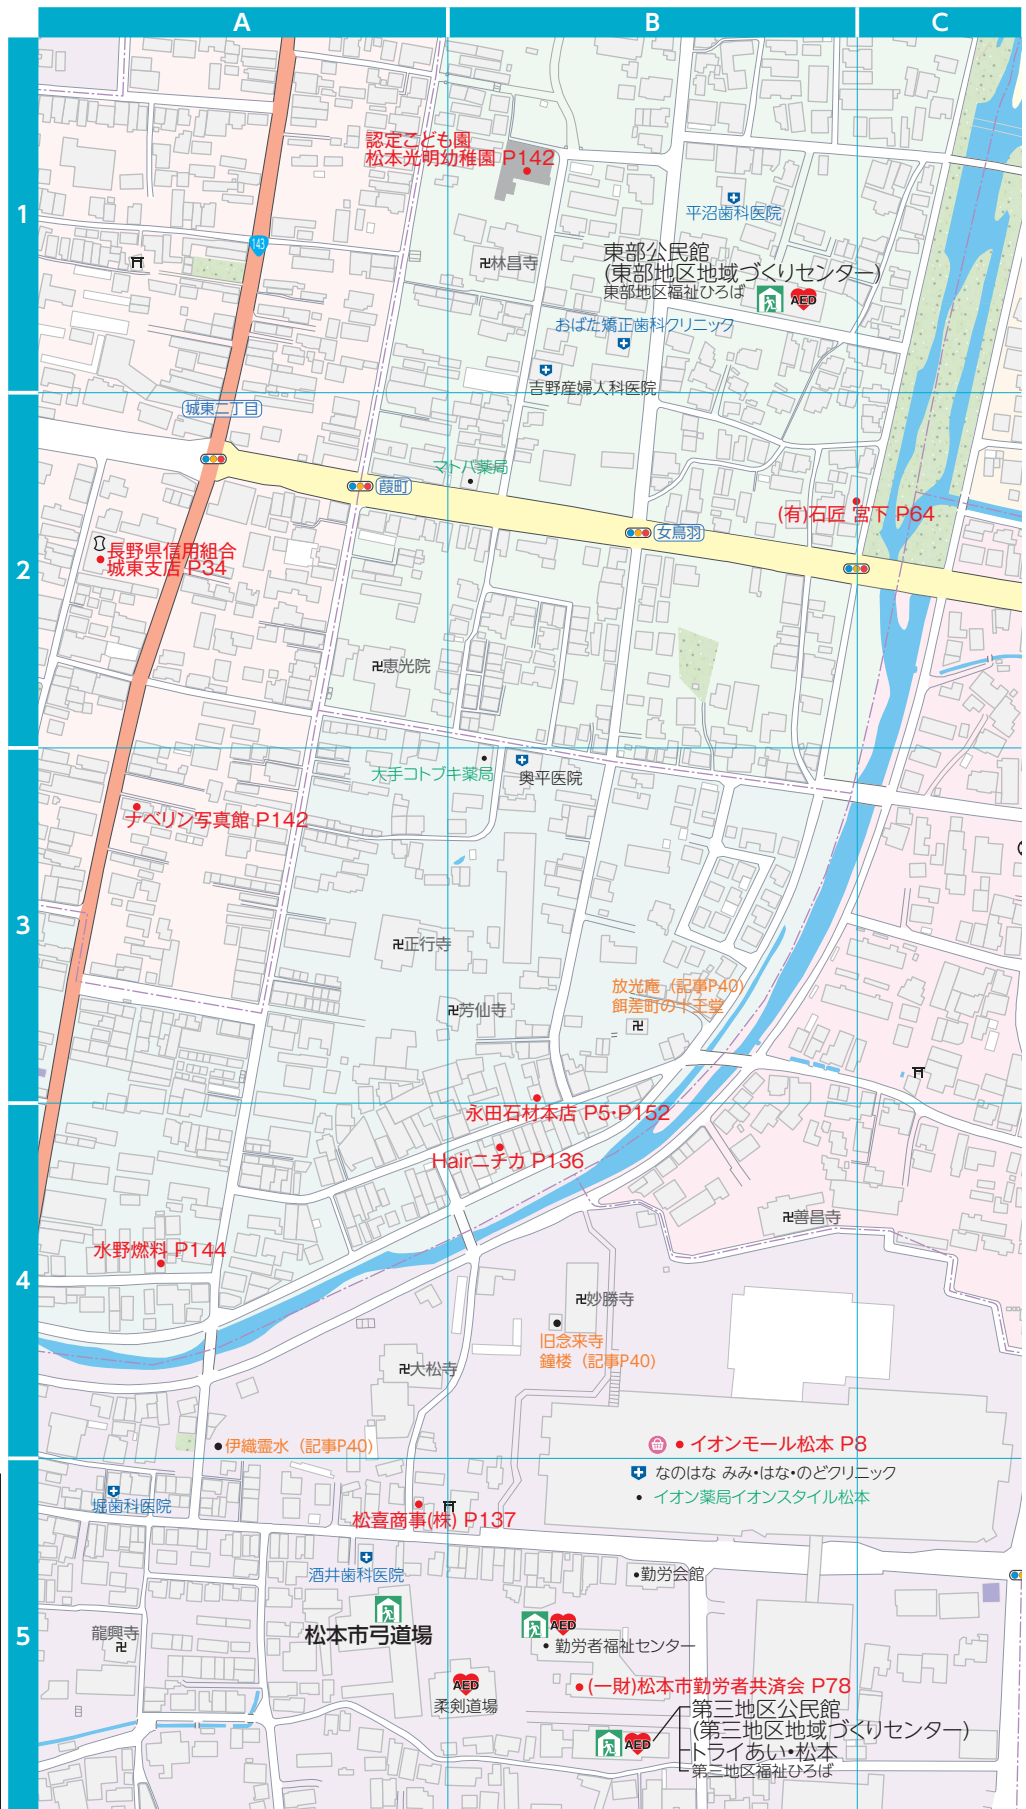 A
B
C
1
認定こども園
松本光明幼稚園 P142
平沼歯科医院
143
卍林昌寺
東部公民館
(東部地区地域づくりセンター)
東部地区福祉ひろば
AED
おばた矯正歯科クリニック
吉野産婦人科医院
城東二丁目
マトバ薬局
葭町
(有)石匠 宮下 P64
女鳥羽
2
長野県信用組合
城東支店 P34
卍恵光院
大手コトブキ薬局
奥平医院
ナベリン写真館 P142
3
卍正行寺
放光庵 (記事P40)
餌差町の十王堂
卍芳仙寺
卍
永田石材本店 P5・P152
Hairニチカ P136
卍善昌寺
水野燃料 P144
4
卍妙勝寺
旧念来寺
鐘楼 (記事P40)
卍大松寺
伊織霊水 (記事P40)
イオンモール松本 P8
なのはな みみ・はな・のどクリニック
イオン薬局イオンスタイル松本
堀歯科医院
松喜商事(株) P137
酒井歯科医院
勤労会館
松本市弓道場
AED
勤労者福祉センター
5
龍興寺
卍
AED
柔剣道場
(一財)松本市勤労者共済会 P78
第三地区公民館
(第三地区地域づくりセンター)
AED
トライあい・松本
第三地区福祉ひろば